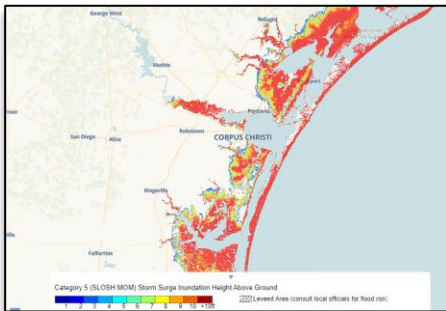 George West
Refugio
Mathis
Portland
San Diego
Alice
Robstown
CORPUS CHRISTI
Kingsville
Falfurrias
Category 5 (SLOSH MOM) Storm Surge Inundation Height Above Ground
1 2 3 4 5 6 7 8 9 10 >10ft
Leveed Area (consult local officials for flood risk)